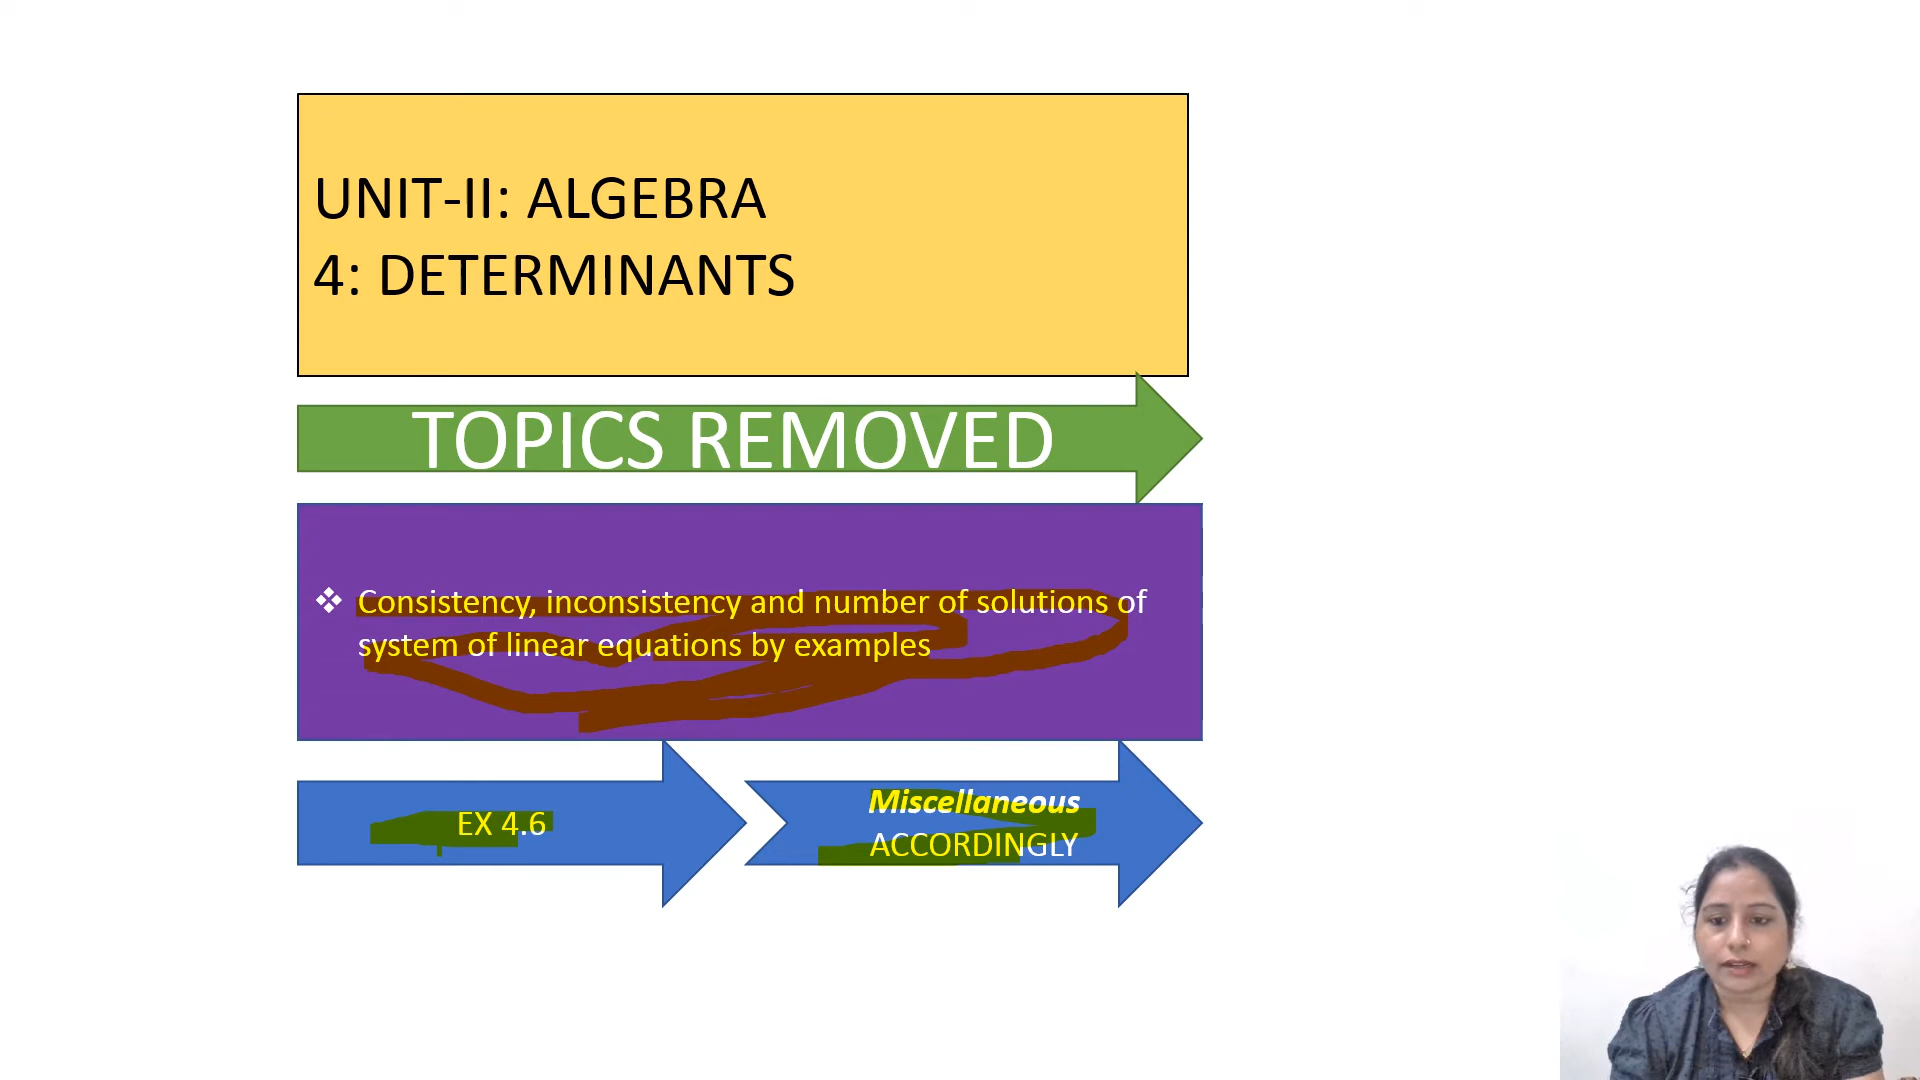 UNIT-II: ALGEBRA
4: DETERMINANTS
TOPICS REMOVED
❖ Consistency, inconsistency and number of solutions of
system of linear equations by examples
EX 4.6
Miscellaneous
ACCORDINGLY